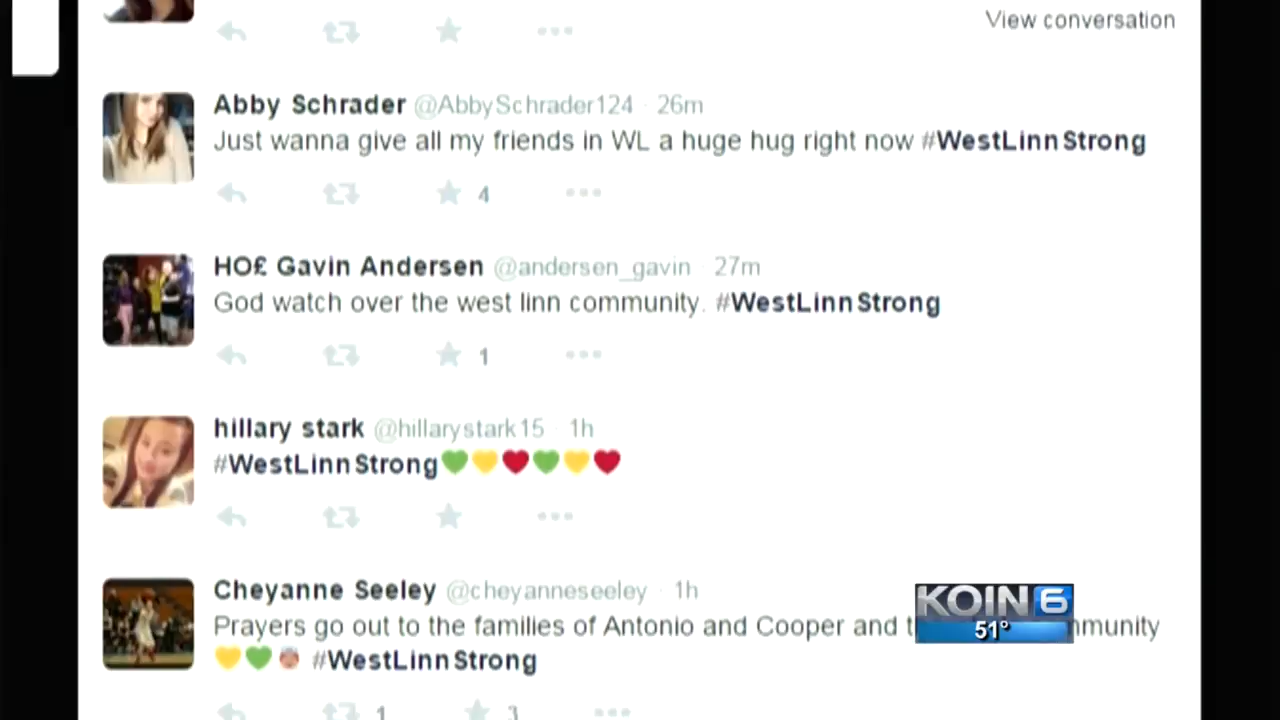 View conversation
Abby Schrader @AbbySchrader124 · 26m
Just wanna give all my friends in WL a huge hug right now #WestLinnStrong
4
HO£ Gavin Andersen @andersen_gavin · 27m
God watch over the west linn community. #WestLinnStrong
1
hillary stark @hillarystark15 · 1h
#WestLinnStrong💚💛❤️💚💛❤️
Cheyanne Seeley @cheyanneseeley · 1h
Prayers go out to the families of Antonio and Cooper and
💛💚 #WestLinnStrong
1 3
KOIN 6
51°